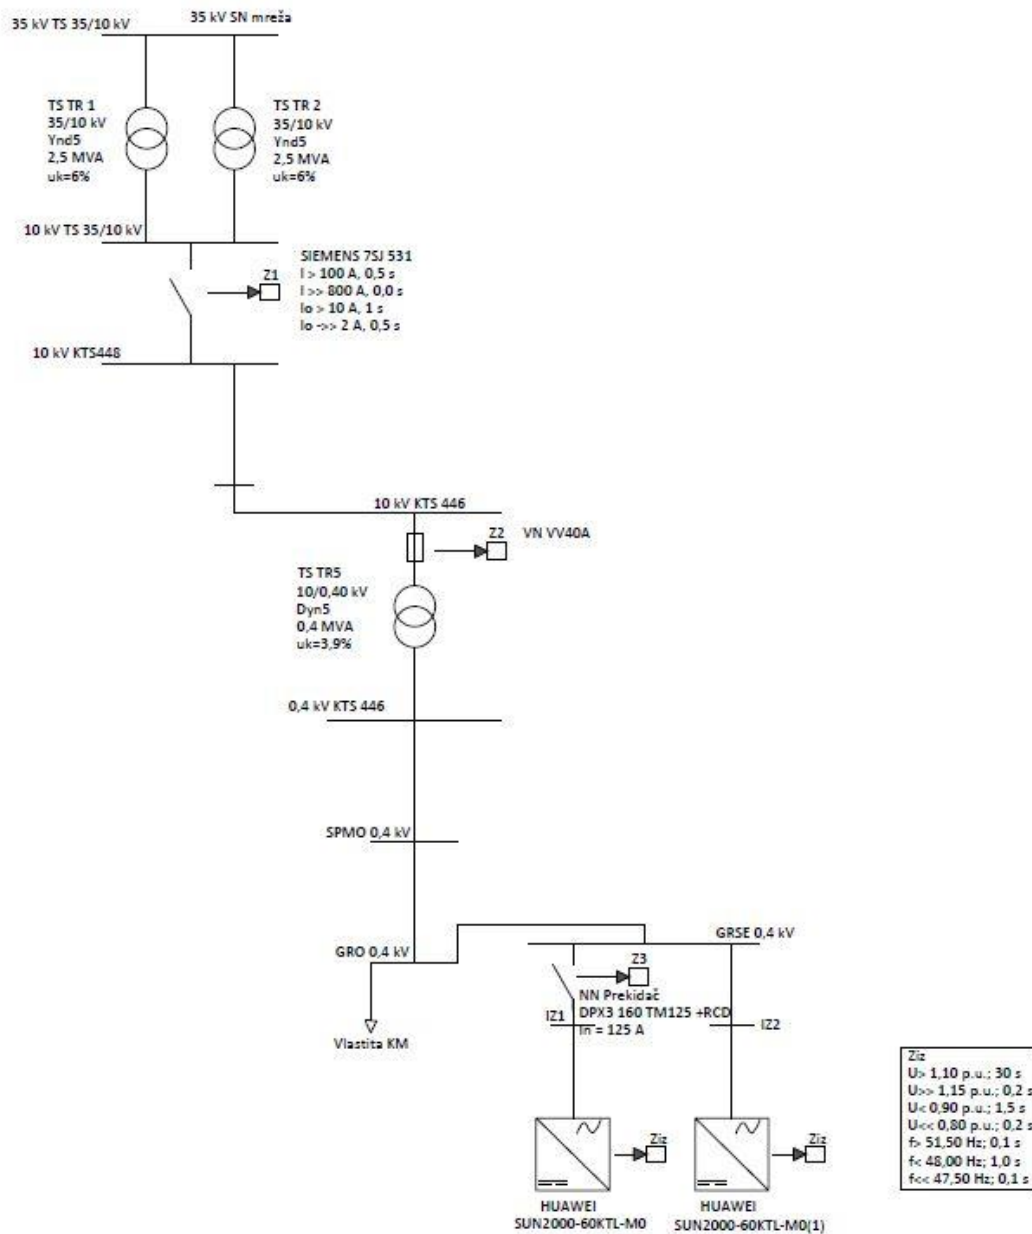 35 kV TS 35/10 kV
35 kV SN mreža
TS TR 1
35/10 kV
Ynd5
2,5 MVA
uk=6%
TS TR 2
35/10 kV
Ynd5
2,5 MVA
uk=6%
10 kV TS 35/10 kV
Z1
SIEMENS 7SJ 531
I > 100 A, 0,5 s
I >> 800 A, 0,0 s
Io > 10 A, 1 s
Io ->> 2 A, 0,5 s
10 kV KTS448
10 kV KTS 446
Z2
VN VV40A
TS TR5
10/0,40 kV
Dyn5
0,4 MVA
uk=3,9%
0,4 kV KTS 446
SPMO 0,4 kV
GRO 0,4 kV
Vlastita KM
GRSE 0,4 kV
Z3
NN Prekidač
DPX3 160 TM125 +RCD
In = 125 A
IZ1
IZ2
Ziz
Ziz
HUAWEI
SUN2000-60KTL-M0
HUAWEI
SUN2000-60KTL-M0(1)
Ziz
U> 1,10 p.u.; 30 s
U>> 1,15 p.u.; 0,2 s
U< 0,90 p.u.; 1,5 s
U<< 0,80 p.u.; 0,2 s
f> 51,50 Hz; 0,1 s
f< 48,00 Hz; 1,0 s
f<< 47,50 Hz; 0,1 s